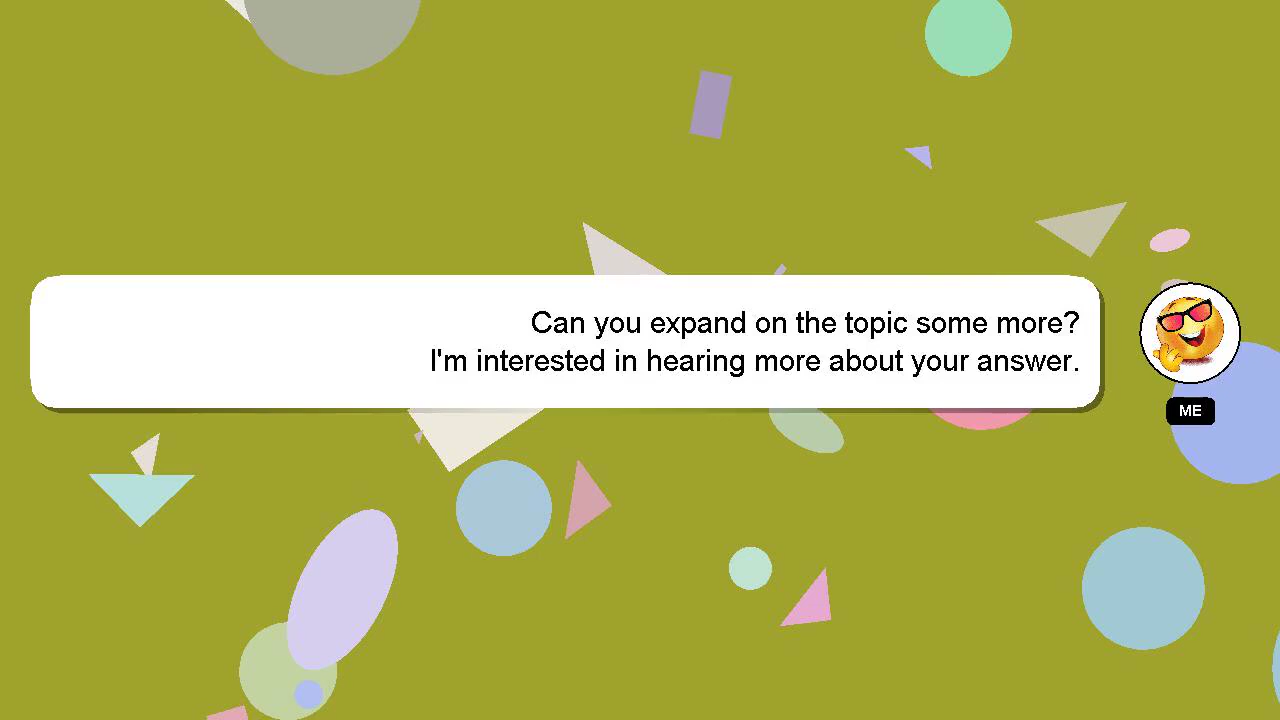 Can you expand on the topic some more?
I'm interested in hearing more about your answer.
ME